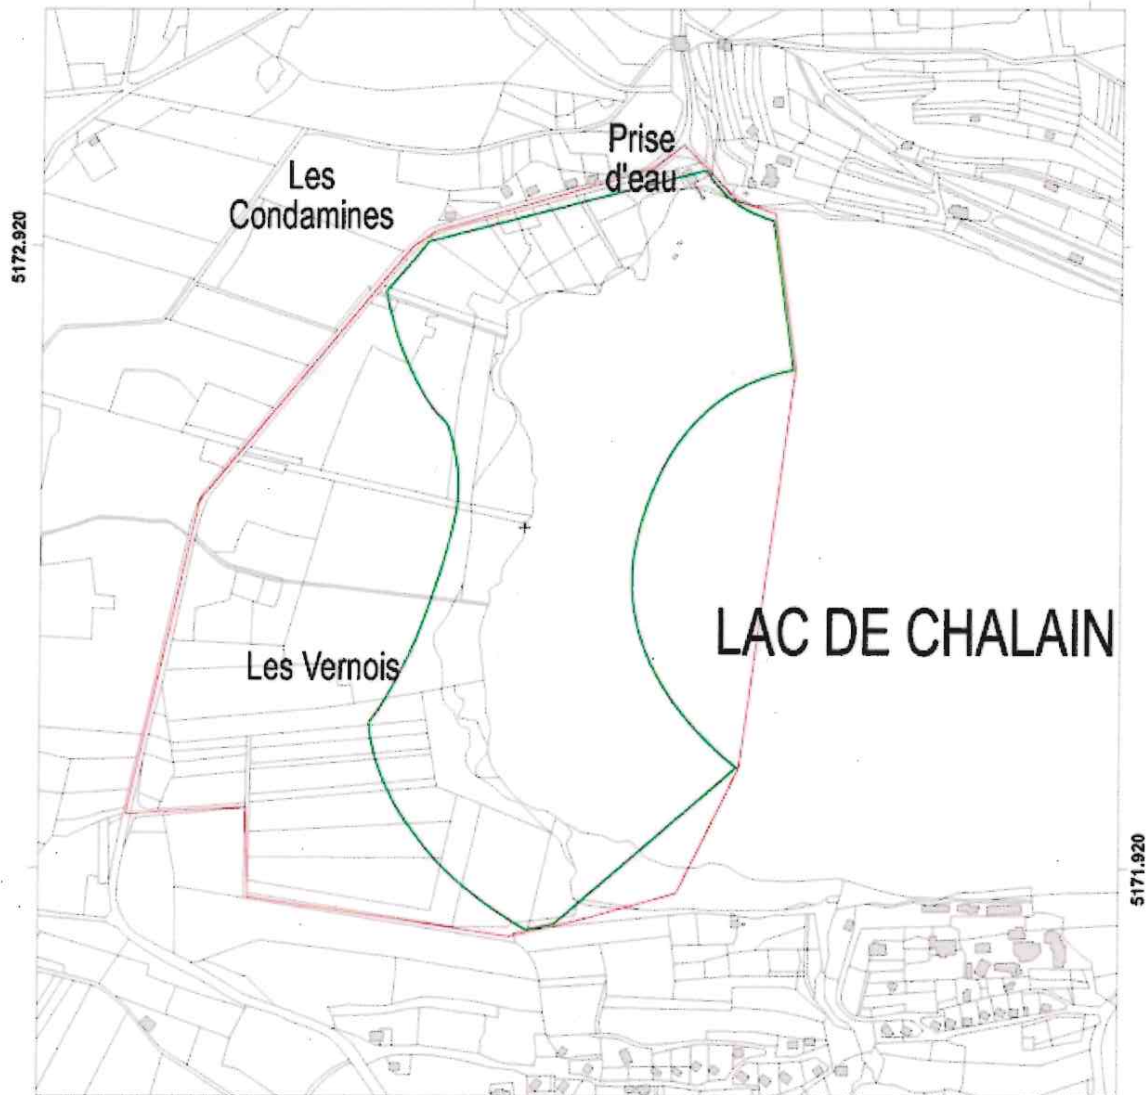 Prise
d'eau
Les
Condamines
5172.920
LAC DE CHALAIN
Les Vernois
5171.920